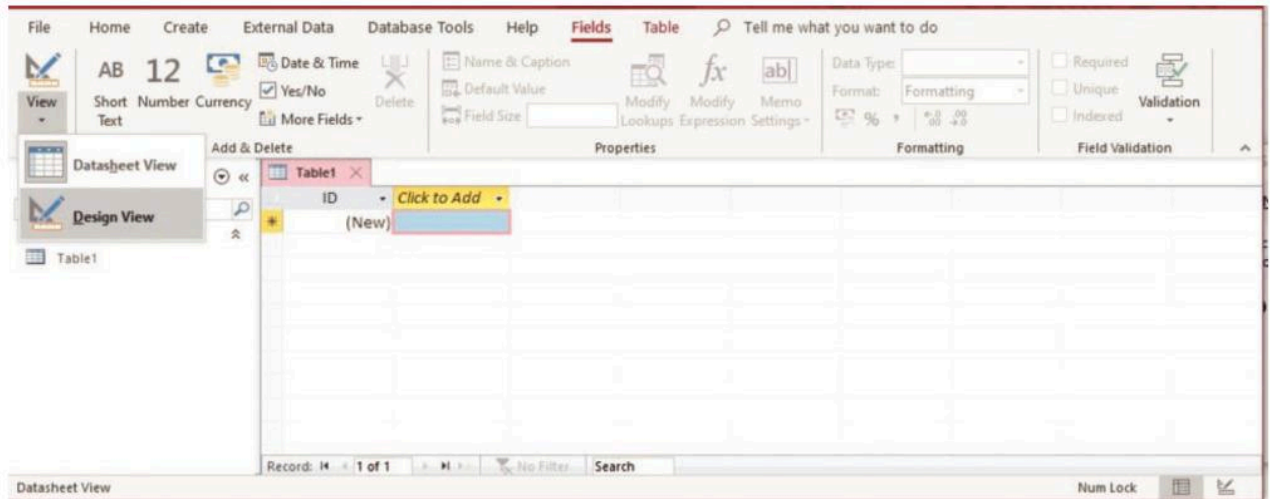 File Home Create External Data Database Tools Help Fields Table Tell me what you want to do
View
AB Short Text
12 Number
Currency
Date & Time
Yes/No
More Fields
Delete
Add & Delete
Name & Caption
Default Value
Field Size
Modify Lookups
fx Modify Expression
ab| Memo Settings
Properties
Data Type:
Format: Formatting
% ,
Formatting
Required
Unique
Indexed
Validation
Field Validation
Datasheet View
Design View
Table1
Table1
ID Click to Add
(New)
Record: 1 of 1 No Filter Search
Datasheet View Num Lock